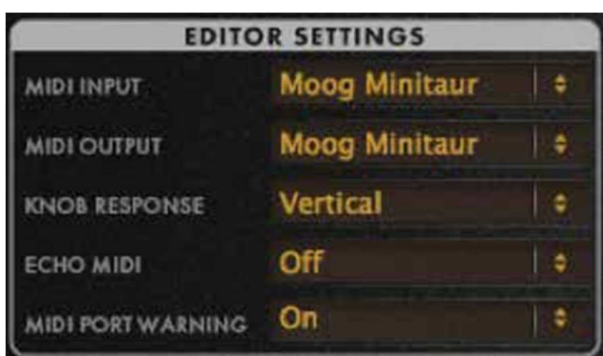 EDITOR SETTINGS
MIDI INPUT Moog Minitaur
MIDI OUTPUT Moog Minitaur
KNOB RESPONSE Vertical
ECHO MIDI Off
MIDI PORT WARNING On